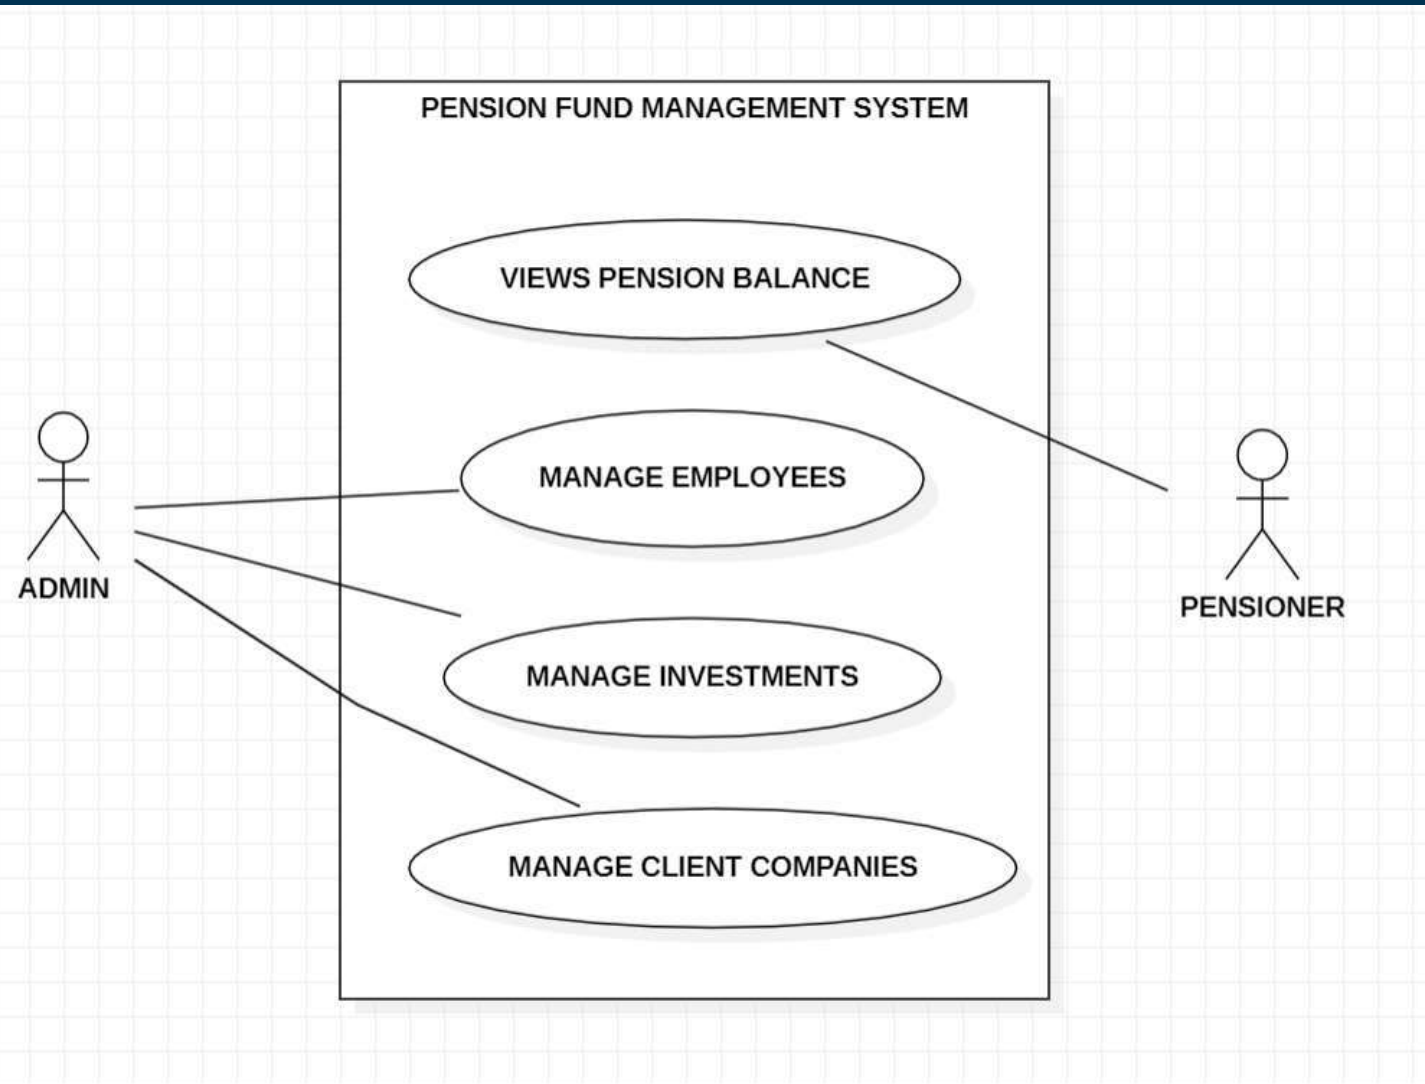 PENSION FUND MANAGEMENT SYSTEM
VIEWS PENSION BALANCE
MANAGE EMPLOYEES
ADMIN
PENSIONER
MANAGE INVESTMENTS
MANAGE CLIENT COMPANIES